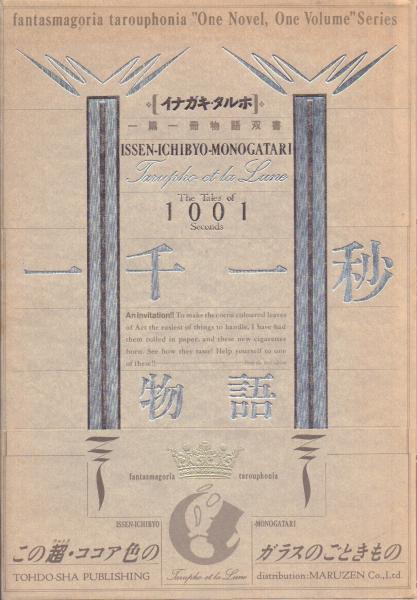 fantasmagoria tarouphonia "One Novel, One Volume" Series
[イナガキ・タルホ]
一篇一冊物語双書
ISSEN-ICHIBYO-MONOGATARI
Tarupho et la Lune
The Tales of
1001
Seconds
一千一秒
An Invitation!! To make the cocoa coloured leaves
of Art the easiest of things to handle, I have had
them rolled in paper, and these new cigarettes
born. See how they taste! Help yourself to one
of these!!
物語
fantasmagoria tarouphonia
ISSEN-ICHIBYO -MONOGATARI
この超・ココア色の ガラスのごときもの
TOHDO-SHA PUBLISHING Tarupho et la Lune distribution:MARUZEN Co.,Ltd.